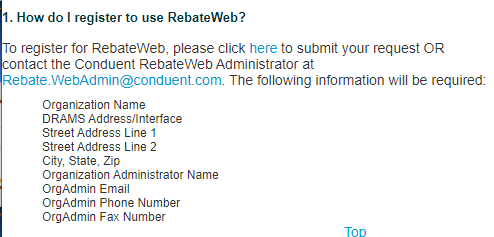 1. How do I register to use RebateWeb?
To register for RebateWeb, please click here to submit your request OR
contact the Conduent RebateWeb Administrator at
Rebate.WebAdmin@conduent.com. The following information will be required:
Organization Name
DRAMS Address/Interface
Street Address Line 1
Street Address Line 2
City, State, Zip
Organization Administrator Name
OrgAdmin Email
OrgAdmin Phone Number
OrgAdmin Fax Number
Top